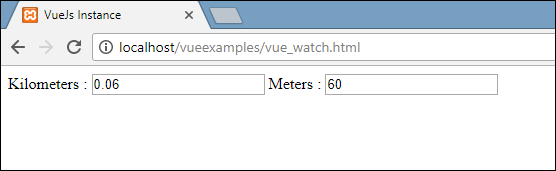 VueJs Instance
localhost/vueexamples/vue_watch.html
Kilometers : 0.06 Meters : 60